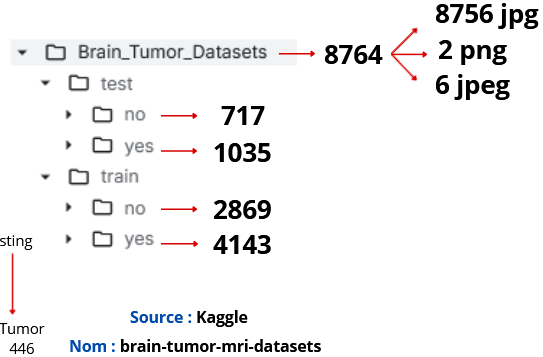 8756 jpg
Brain_Tumor_Datasets 8764 2 png
6 jpeg
test
no 717
yes 1035
train
no 2869
yes 4143
sting
Source : Kaggle
Tumor
446
Nom : brain-tumor-mri-datasets